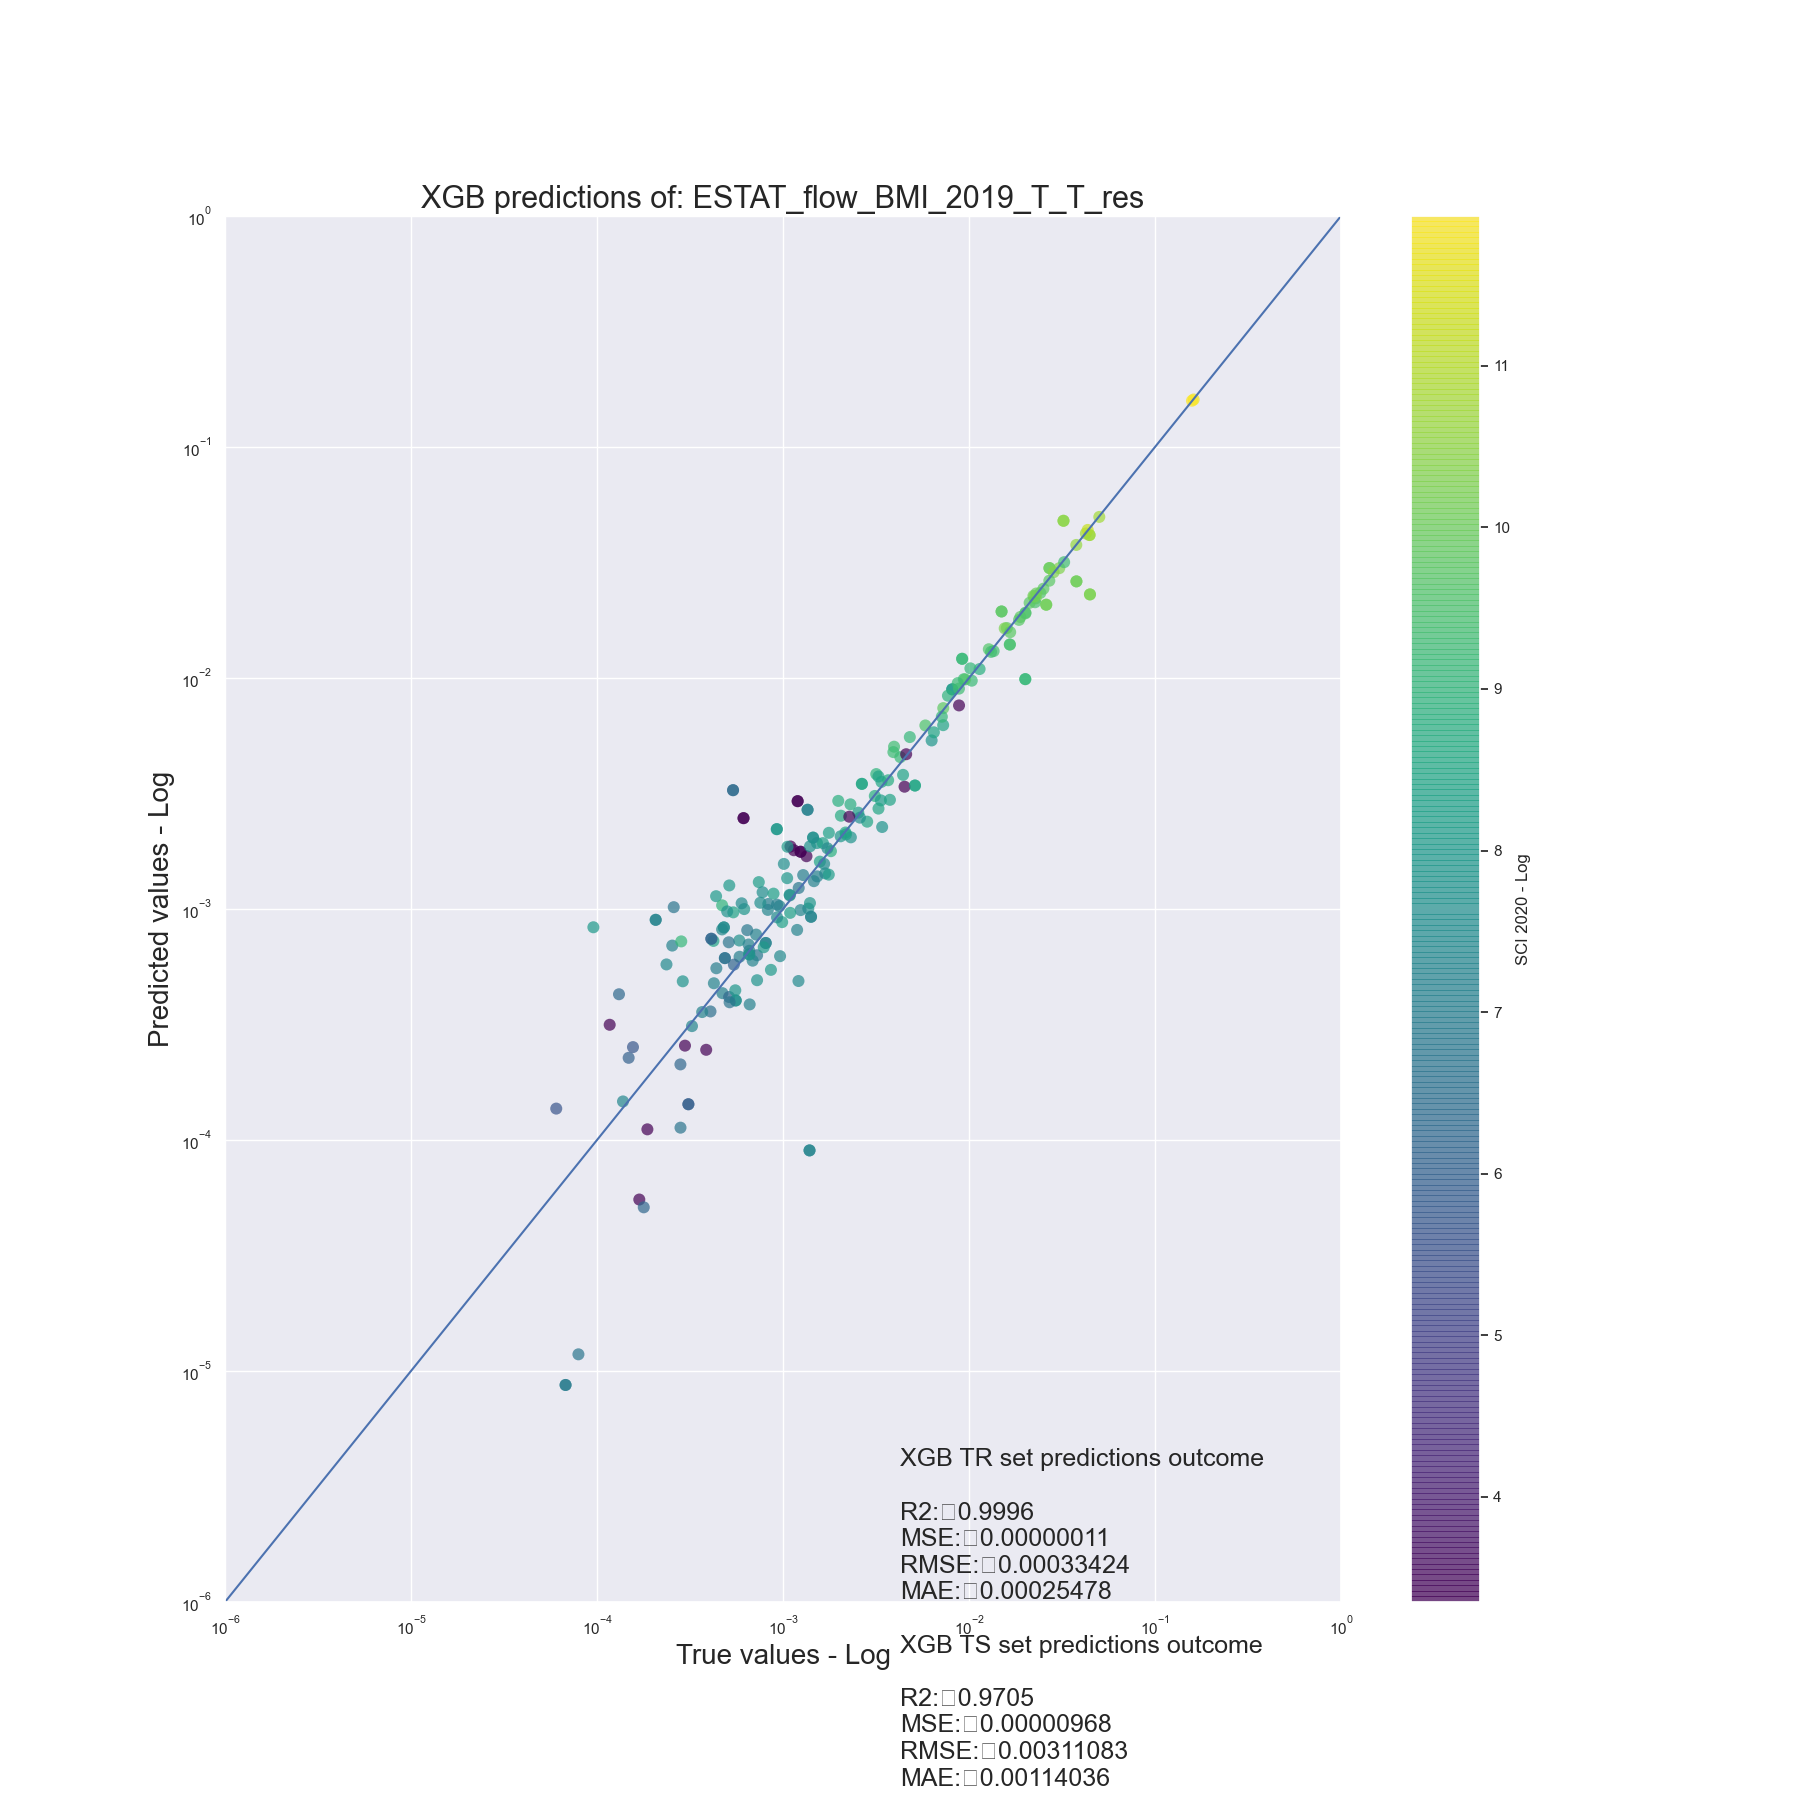 XGB predictions of: ESTAT_flow_BMI_2019_T_T_res
Predicted values - Log
10⁰
10⁻¹
10⁻²
10⁻³
10⁻⁴
10⁻⁵
10⁻⁶
10⁻⁶
10⁻⁵
10⁻⁴
10⁻³
10⁻²
10⁻¹
10⁰
True values - Log
XGB TR set predictions outcome
R2:□0.9996
MSE:□0.00000011
RMSE:□0.00033424
MAE:□0.00025478
XGB TS set predictions outcome
R2:□0.9705
MSE:□0.00000968
RMSE:□0.00311083
MAE:□0.00114036
11
10
9
8
7
6
5
4
SCI 2020 - Log